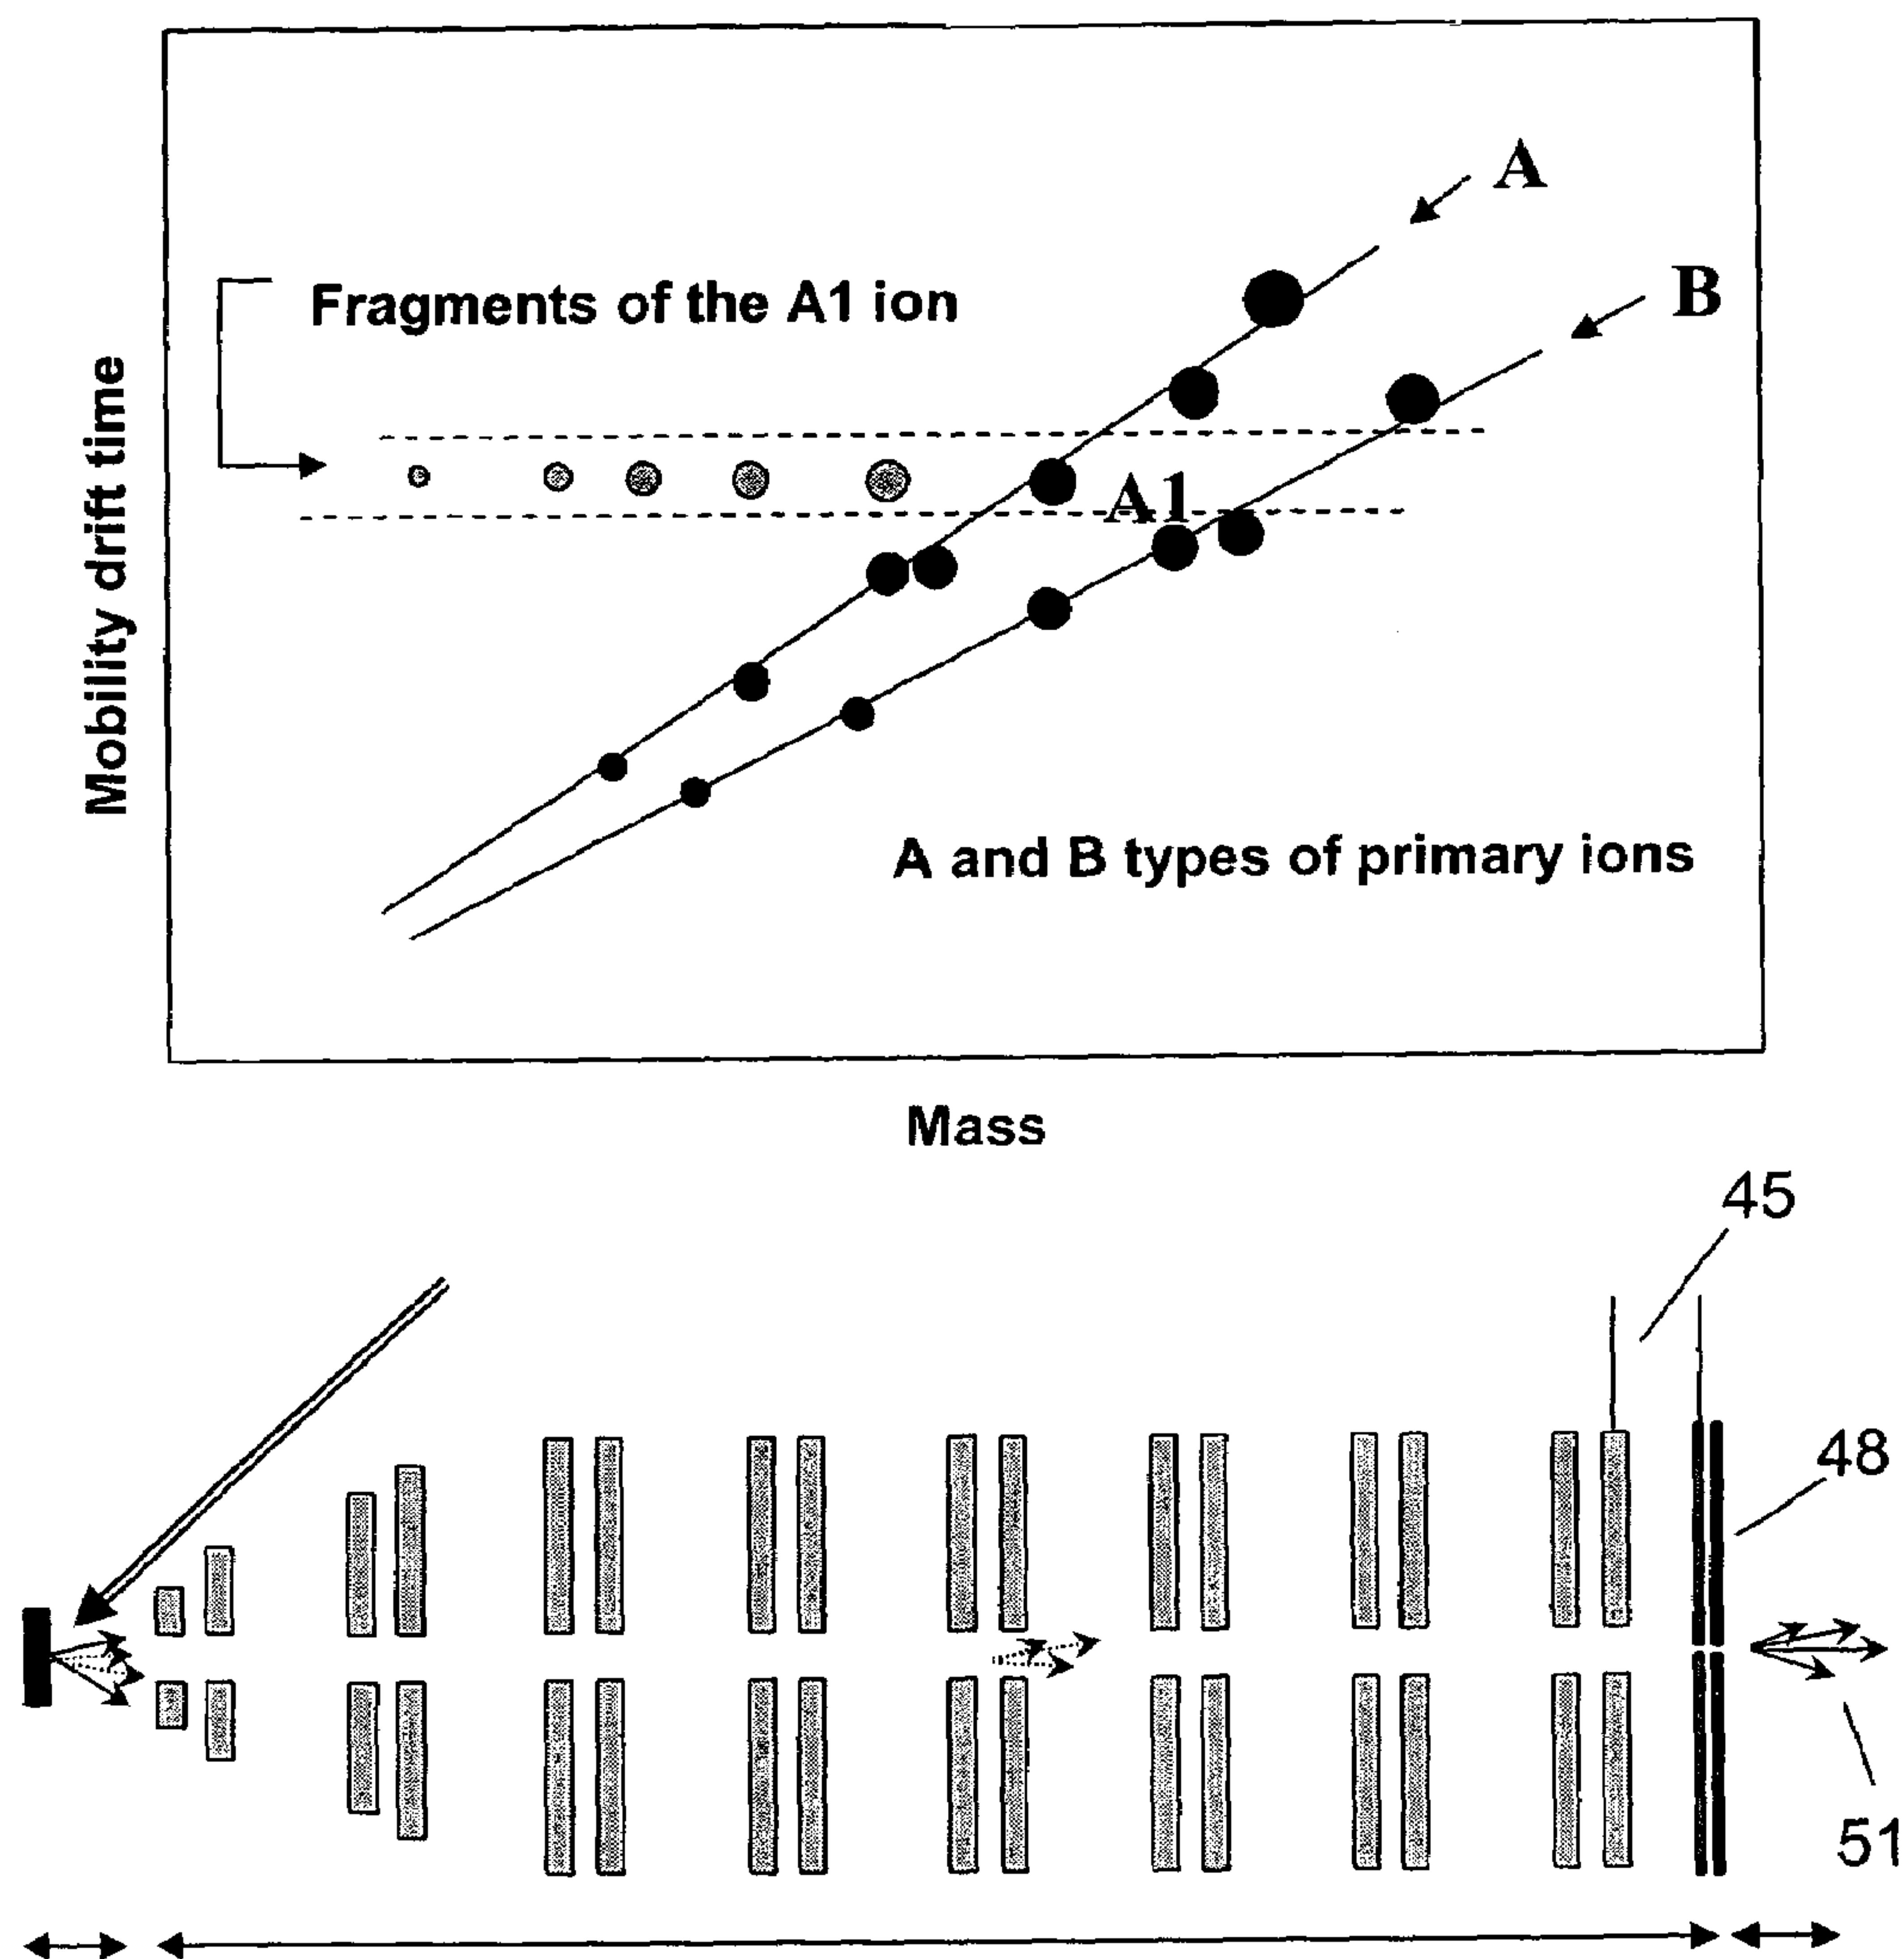 A
B
Fragments of the A1 ion
A1
Mobility drift time
A and B types of primary ions
Mass
45
48
51